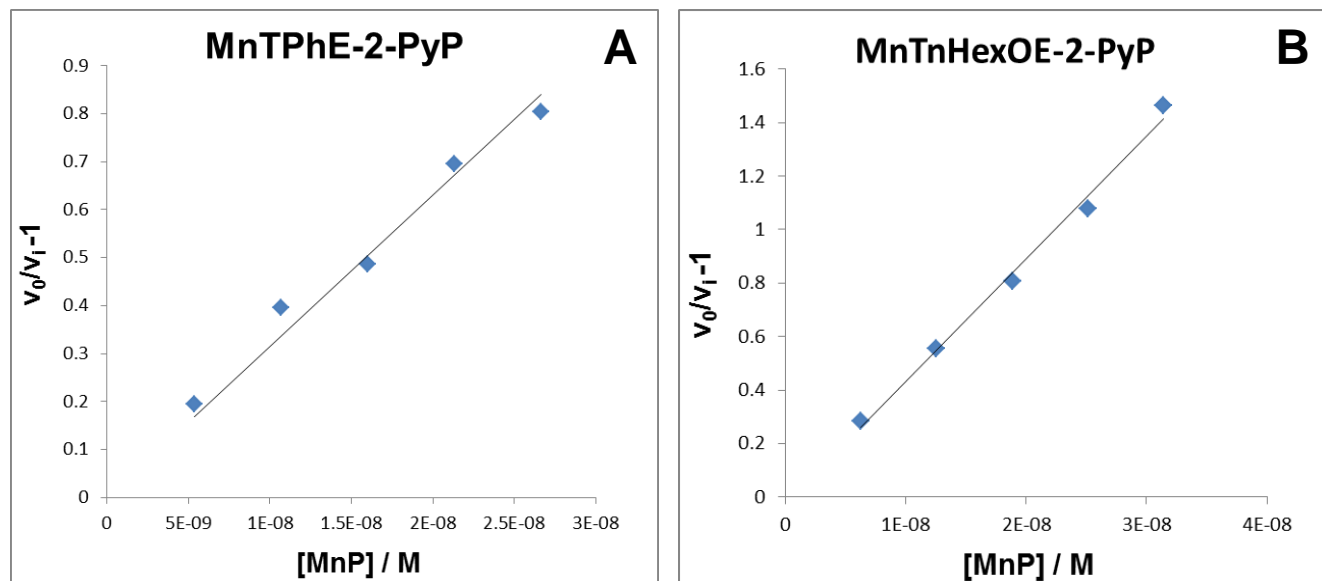 MnTPhE-2-PyP
A
0.9
0.8
0.7
0.6
0.5
0.4
0.3
0.2
0.1
0
v0/vi-1
0
5E-09
1E-08
1.5E-08
2E-08
2.5E-08
3E-08
[MnP] / M
MnTnHexOE-2-PyP
B
1.6
1.4
1.2
1
0.8
0.6
0.4
0.2
0
v0/vi-1
0
1E-08
2E-08
3E-08
4E-08
[MnP] / M